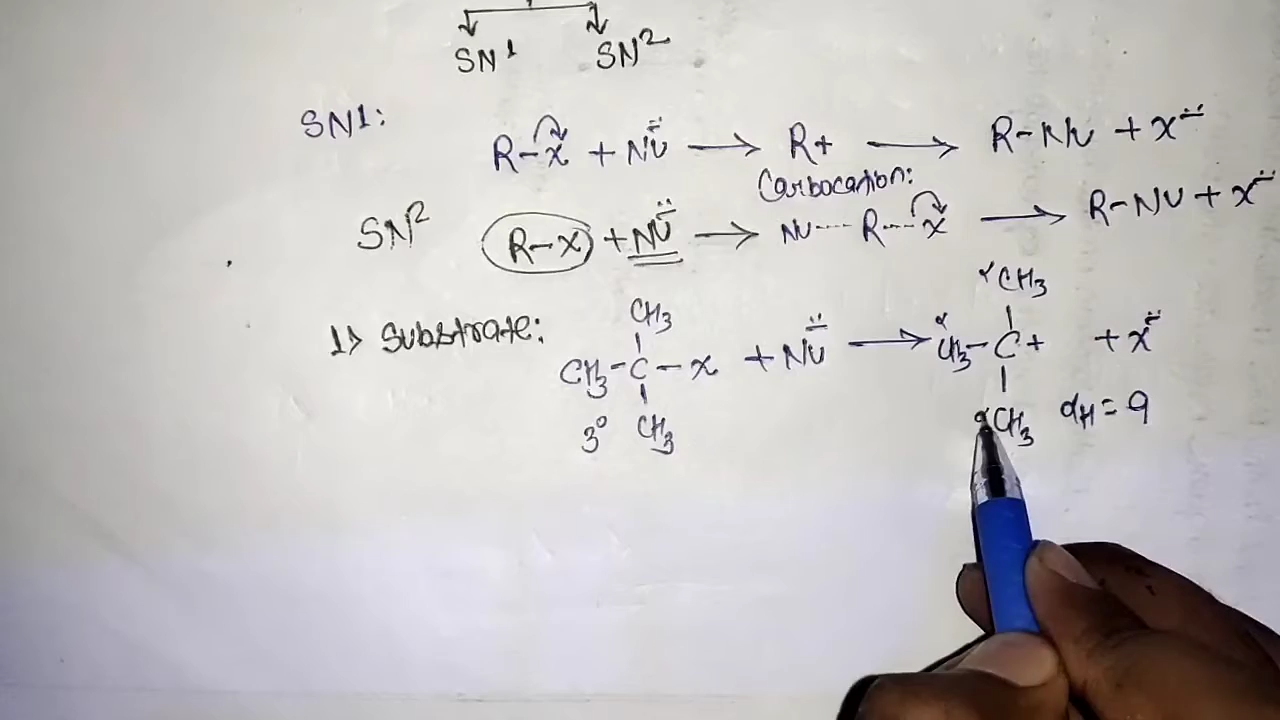 SN1 SN2
SN1:
R-x + Nu⁻ → R+ → R-Nu + x⁻
Carbocation:
SN2 R-x + Nu⁻ → Nu----R----x → R-Nu + x⁻
1> Substrate:
CH3 αCH3
CH3-C-x + Nu⁻ → αCH3-C+ + x⁻
3° CH3 αCH3 αH = 9